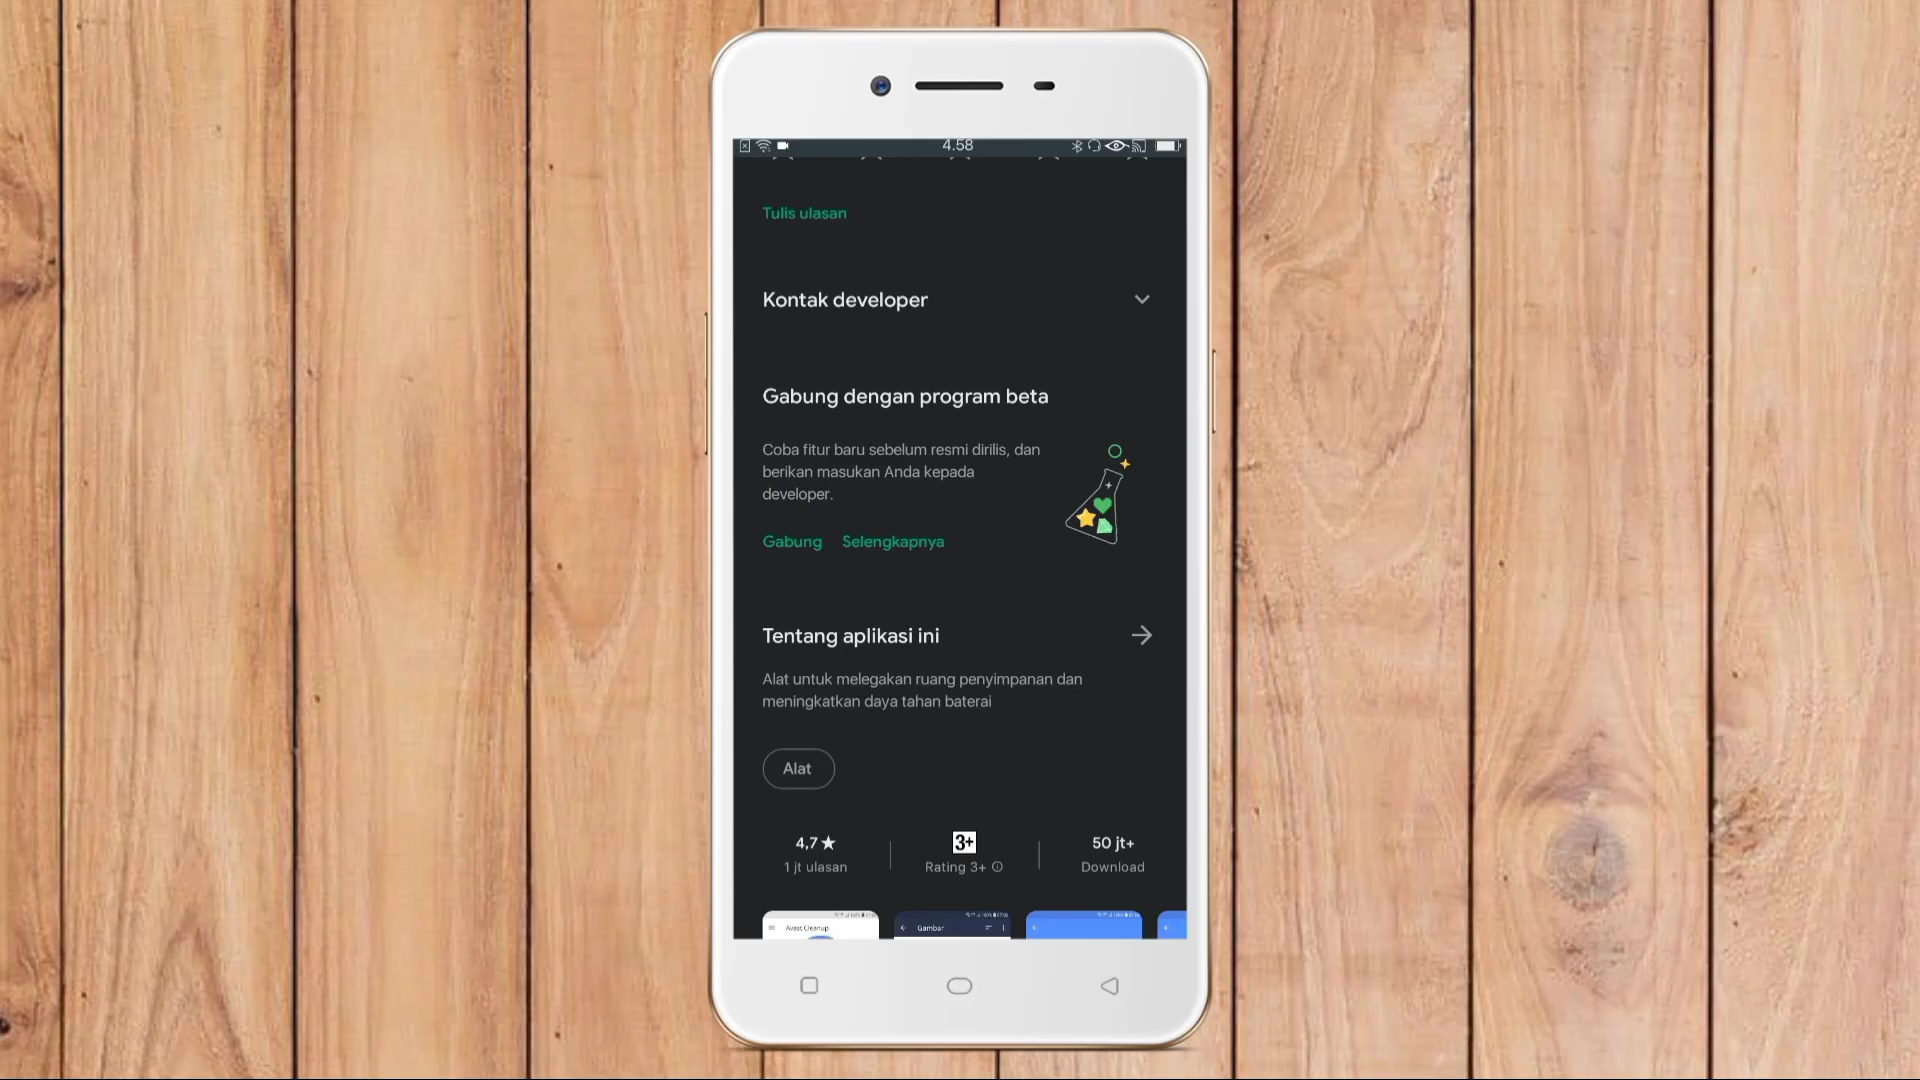 4.58
Tulis ulasan
Kontak developer
Gabung dengan program beta
Coba fitur baru sebelum resmi dirilis, dan
berikan masukan Anda kepada
developer.
Gabung Selengkapnya
Tentang aplikasi ini
Alat untuk melegakan ruang penyimpanan dan
meningkatkan daya tahan baterai
Alat
4,7★ 3+ 50 jt+
1 jt ulasan Rating 3+ Download
Avast Cleanup Gambar